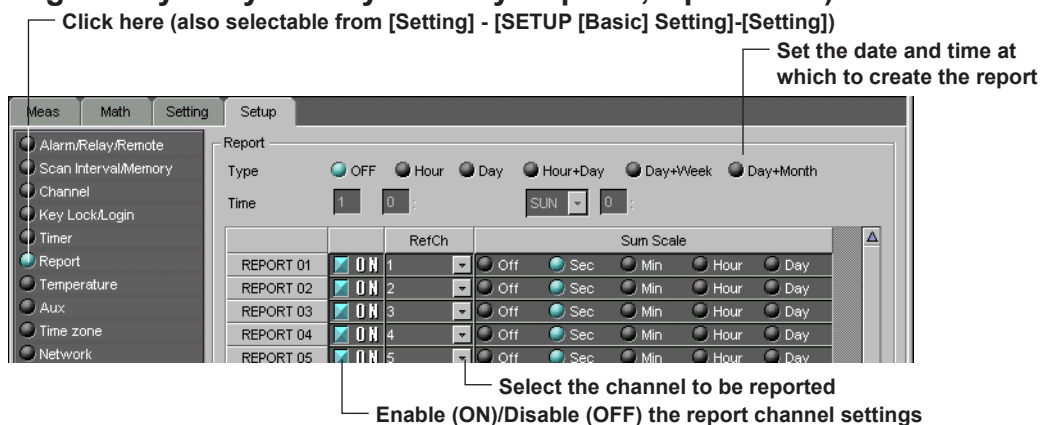 Click here (also selectable from [Setting] - [SETUP [Basic] Setting]-[Setting])
Set the date and time at
which to create the report
Meas Math Setting Setup
Alarm/Relay/Remote
Scan Interval/Memory
Channel
Key Lock/Login
Timer
Report
Temperature
Aux
Time zone
Network
Report
Type OFF Hour Day Hour+Day Day+Week Day+Month
Time 1 0 : SUN 0 :
RefCh Sum Scale
REPORT 01 ON 1 Off Sec Min Hour Day
REPORT 02 ON 2 Off Sec Min Hour Day
REPORT 03 ON 3 Off Sec Min Hour Day
REPORT 04 ON 4 Off Sec Min Hour Day
REPORT 05 ON 5 Off Sec Min Hour Day
Select the channel to be reported
Enable (ON)/Disable (OFF) the report channel settings